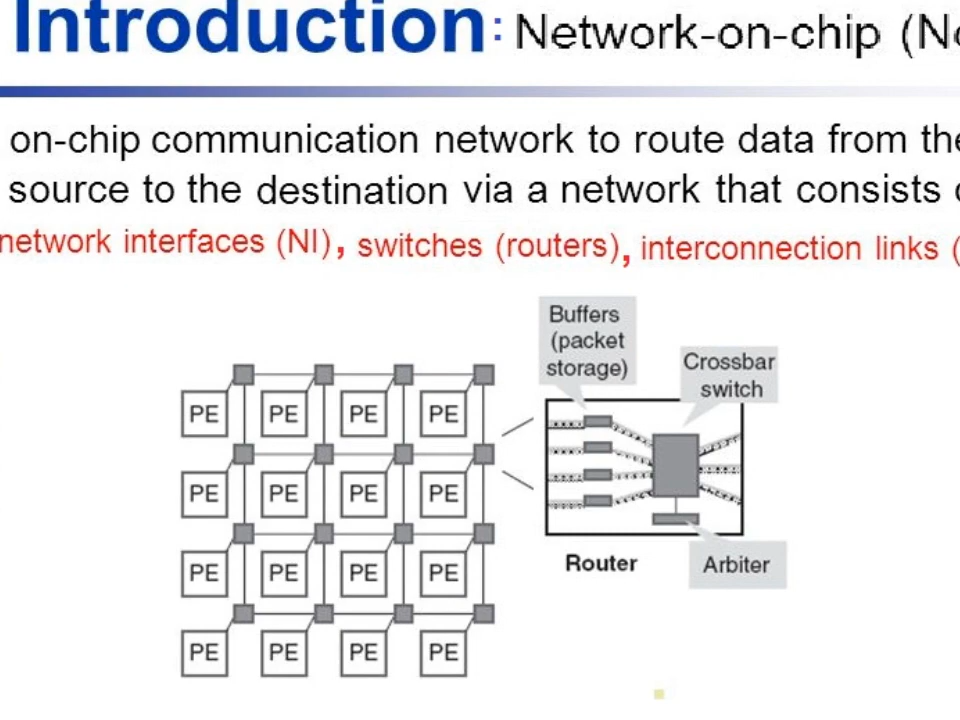 Introduction: Network-on-chip (No
on-chip communication network to route data from the
source to the destination via a network that consists
network interfaces (NI), switches (routers), interconnection links (
Buffers
(packet
storage)
Crossbar
switch
PE PE PE PE
PE PE PE PE
Router
Arbiter
PE PE PE PE
PE PE PE PE